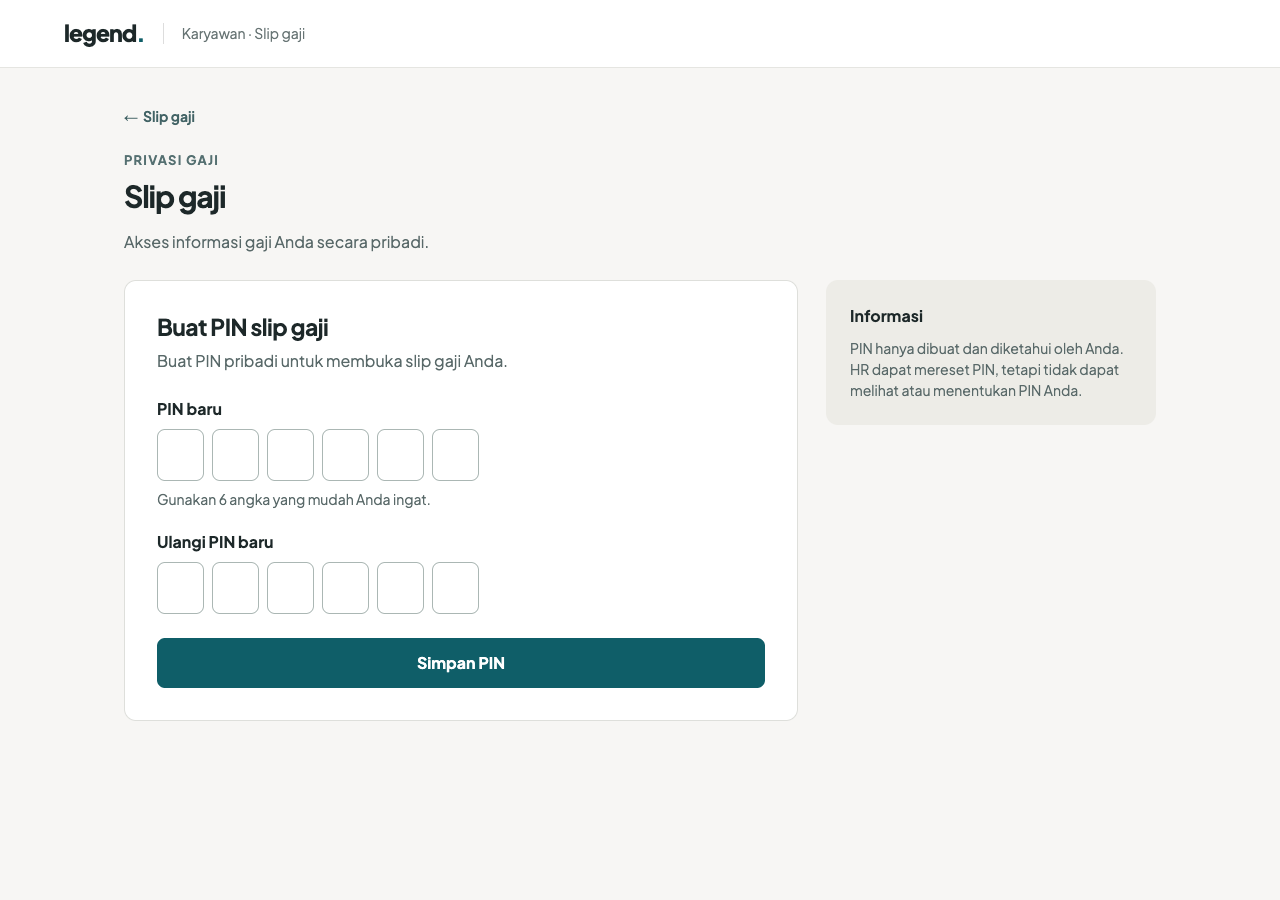 legend.
Karyawan · Slip gaji
← Slip gaji
PRIVASI GAJI
Slip gaji
Akses informasi gaji Anda secara pribadi.
Buat PIN slip gaji
Buat PIN pribadi untuk membuka slip gaji Anda.
PIN baru
Gunakan 6 angka yang mudah Anda ingat.
Ulangi PIN baru
Simpan PIN
Informasi
PIN hanya dibuat dan diketahui oleh Anda.
HR dapat mereset PIN, tetapi tidak dapat
melihat atau menentukan PIN Anda.